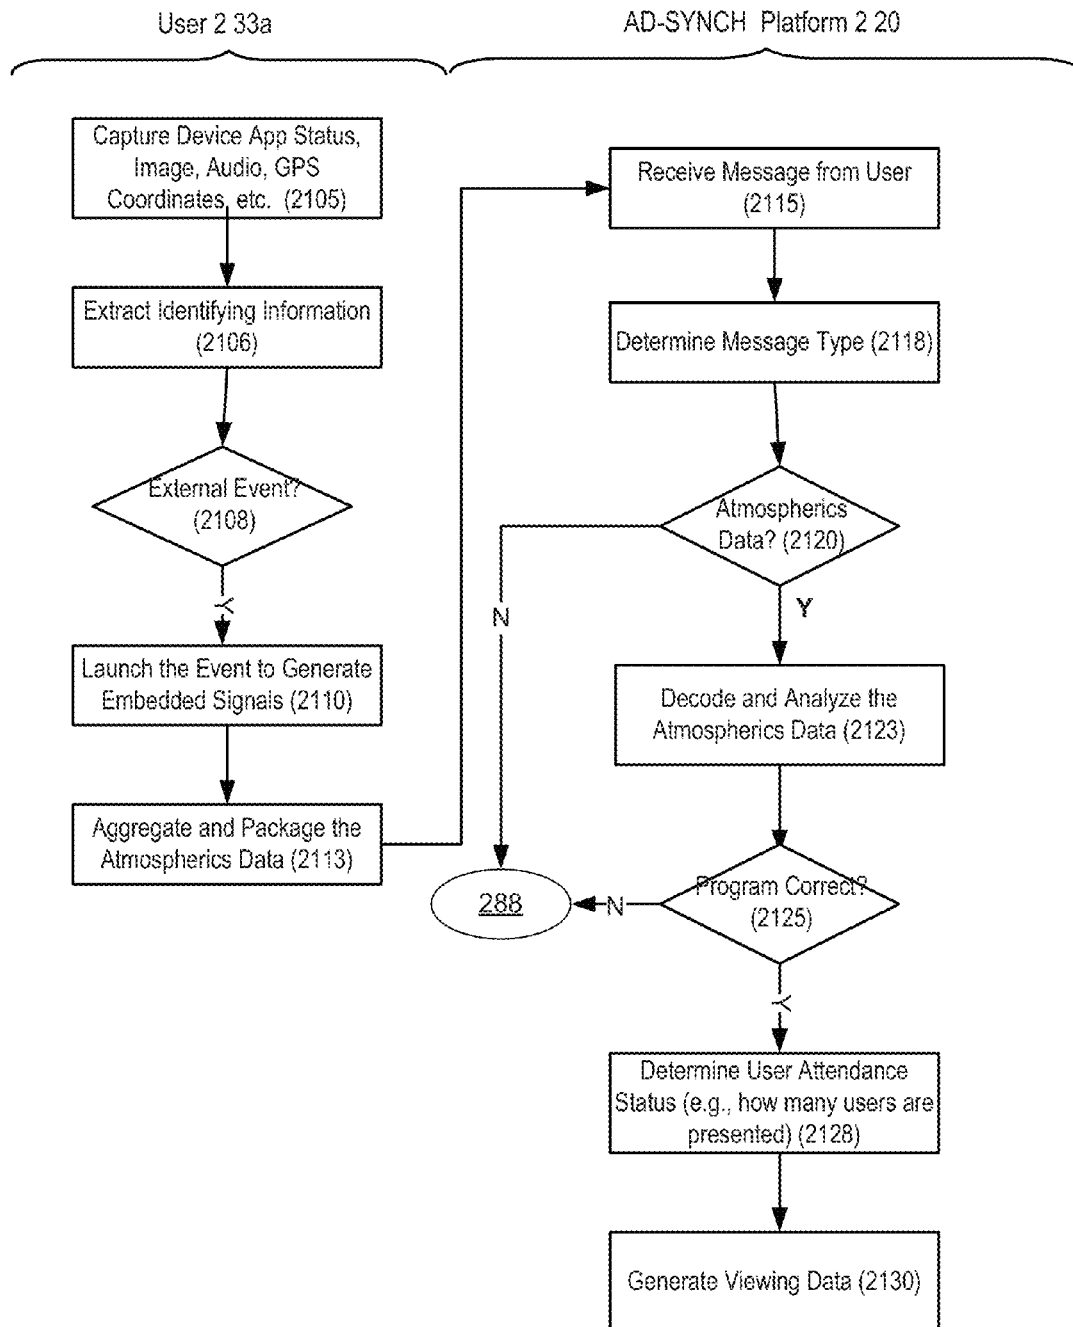 User 2 33a
AD-SYNCH Platform 2 20
Capture Device App Status,
Image, Audio, GPS
Coordinates, etc. (2105)
Extract Identifying Information
(2106)
External Event?
(2108)
Y
Launch the Event to Generate
Embedded Signals (2110)
Aggregate and Package the
Atmospherics Data (2113)
Receive Message from User
(2115)
Determine Message Type (2118)
Atmospherics
Data? (2120)
N
Y
Decode and Analyze the
Atmospherics Data (2123)
Program Correct?
(2125)
N
288
Y
Determine User Attendance
Status (e.g., how many users are
presented) (2128)
Generate Viewing Data (2130)